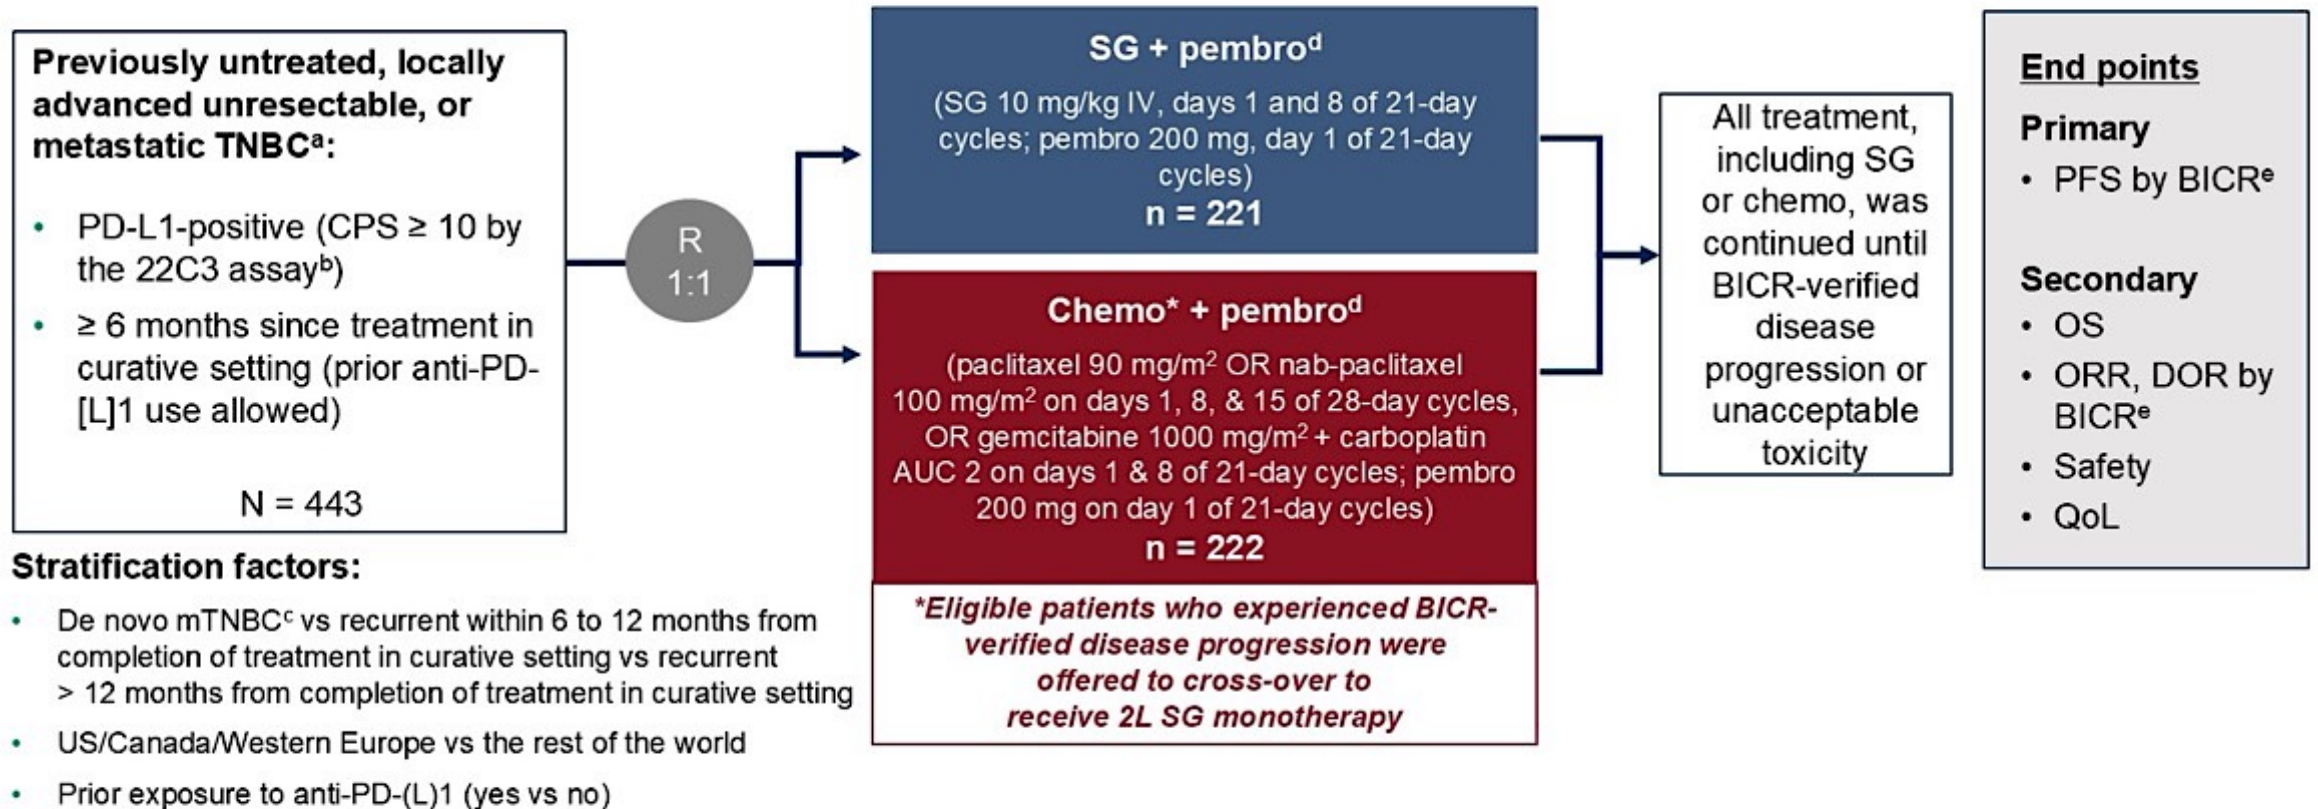 Previously untreated, locally
advanced unresectable, or
metastatic TNBCᵃ:
• PD-L1-positive (CPS ≥ 10 by
the 22C3 assayᵇ)
• ≥ 6 months since treatment in
curative setting (prior anti-PD-
[L]1 use allowed)
N = 443
Stratification factors:
• De novo mTNBCᶜ vs recurrent within 6 to 12 months from
completion of treatment in curative setting vs recurrent
> 12 months from completion of treatment in curative setting
• US/Canada/Western Europe vs the rest of the world
• Prior exposure to anti-PD-(L)1 (yes vs no)
R
1:1
SG + pembroᵈ
(SG 10 mg/kg IV, days 1 and 8 of 21-day
cycles; pembro 200 mg, day 1 of 21-day
cycles)
n = 221
Chemo* + pembroᵈ
(paclitaxel 90 mg/m² OR nab-paclitaxel
100 mg/m² on days 1, 8, & 15 of 28-day cycles,
OR gemcitabine 1000 mg/m² + carboplatin
AUC 2 on days 1 & 8 of 21-day cycles; pembro
200 mg on day 1 of 21-day cycles)
n = 222
*Eligible patients who experienced BICR-
verified disease progression were
offered to cross-over to
receive 2L SG monotherapy
All treatment,
including SG
or chemo, was
continued until
BICR-verified
disease
progression or
unacceptable
toxicity
End points
Primary
• PFS by BICRᵉ
Secondary
• OS
• ORR, DOR by
BICRᵉ
• Safety
• QoL